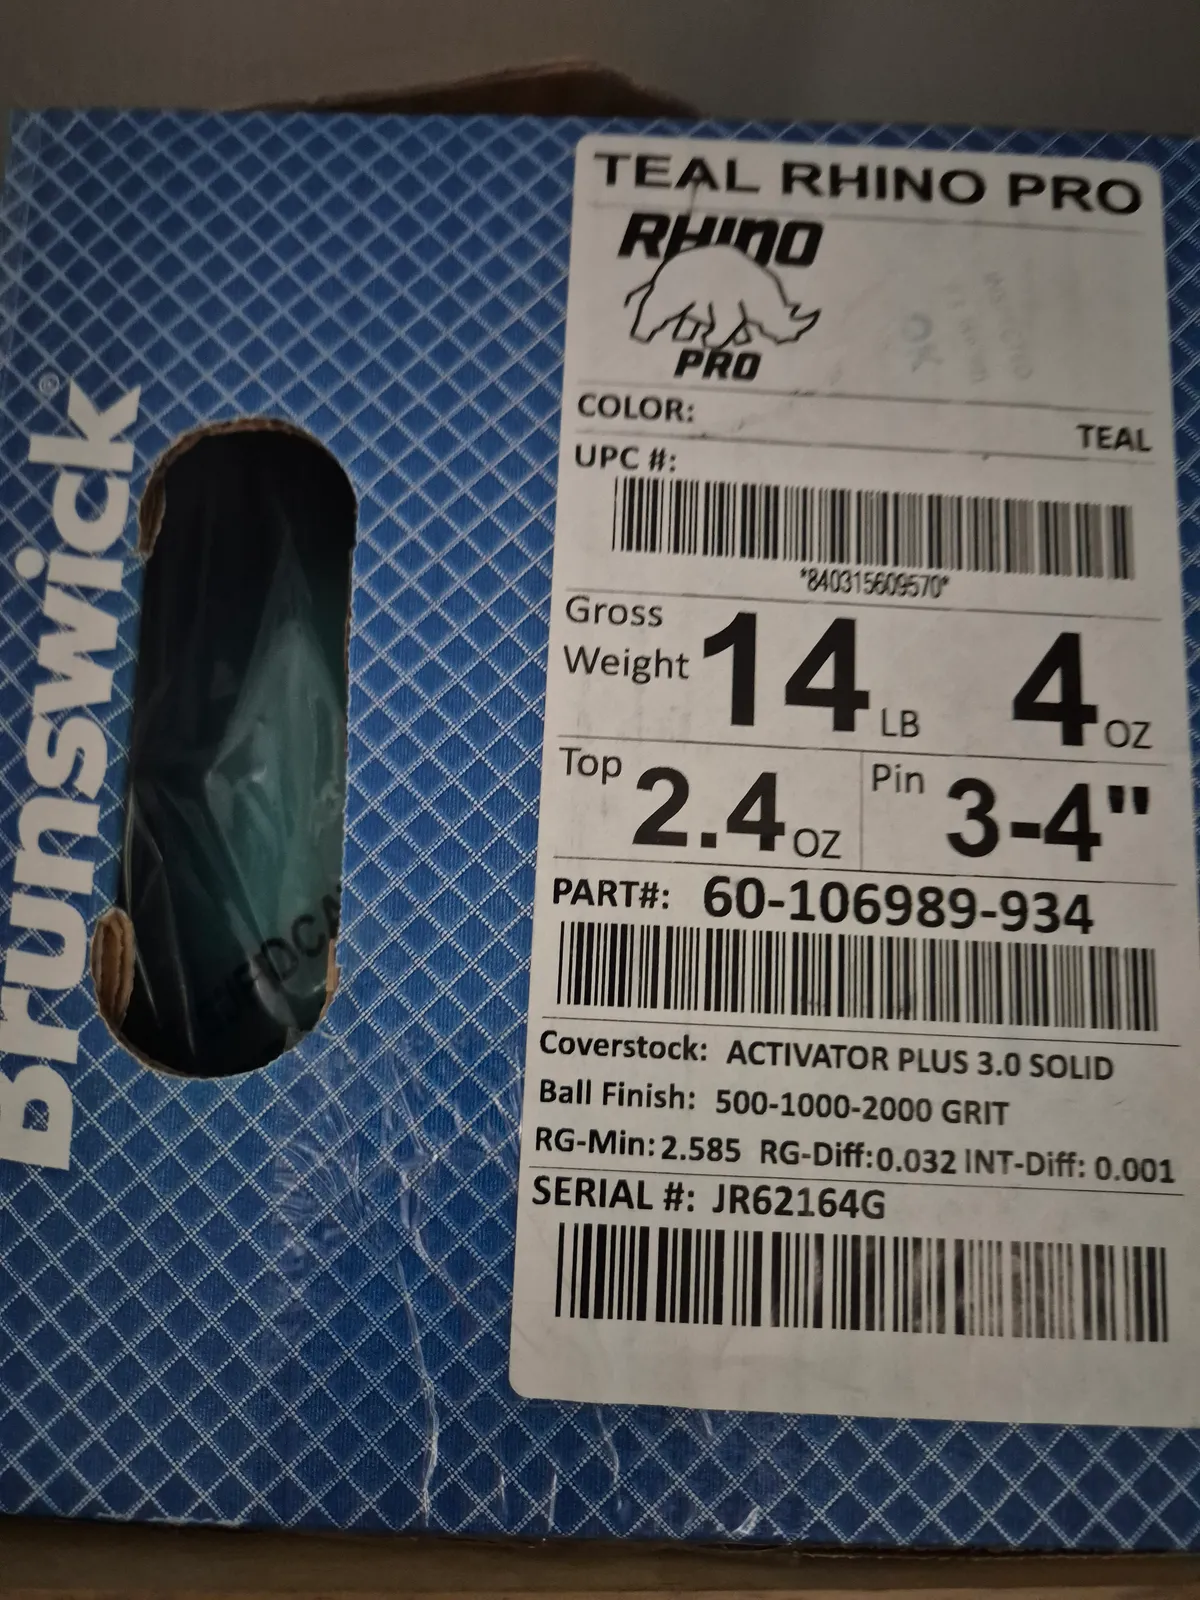 Brunswick®
TEAL RHINO PRO
RHINO
PRO
COLOR:
TEAL
UPC #:
*840315609570*
Gross
Weight 14 LB 4 OZ
Top 2.4 OZ Pin 3-4"
PART#: 60-106989-934
Coverstock: ACTIVATOR PLUS 3.0 SOLID
Ball Finish: 500-1000-2000 GRIT
RG-Min: 2.585 RG-Diff:0.032 INT-Diff: 0.001
SERIAL #: JR62164G